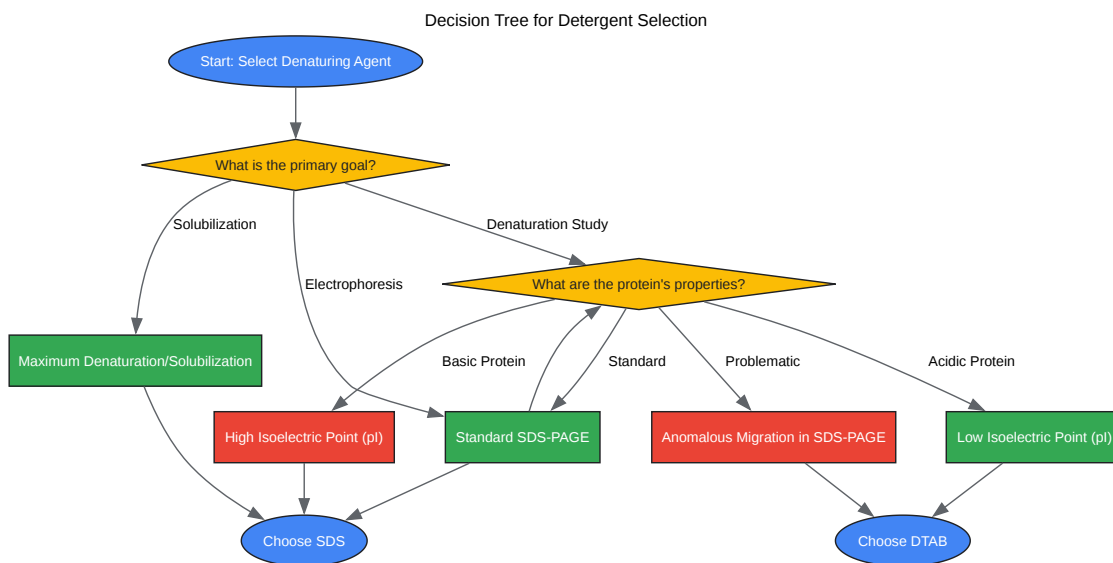 Decision Tree for Detergent Selection
Start: Select Denaturing Agent
What is the primary goal?
Solubilization
Denaturation Study
Electrophoresis
What are the protein's properties?
Maximum Denaturation/Solubilization
Basic Protein
Standard
Problematic
Acidic Protein
High Isoelectric Point (pI)
Standard SDS-PAGE
Anomalous Migration in SDS-PAGE
Low Isoelectric Point (pI)
Choose SDS
Choose DTAB